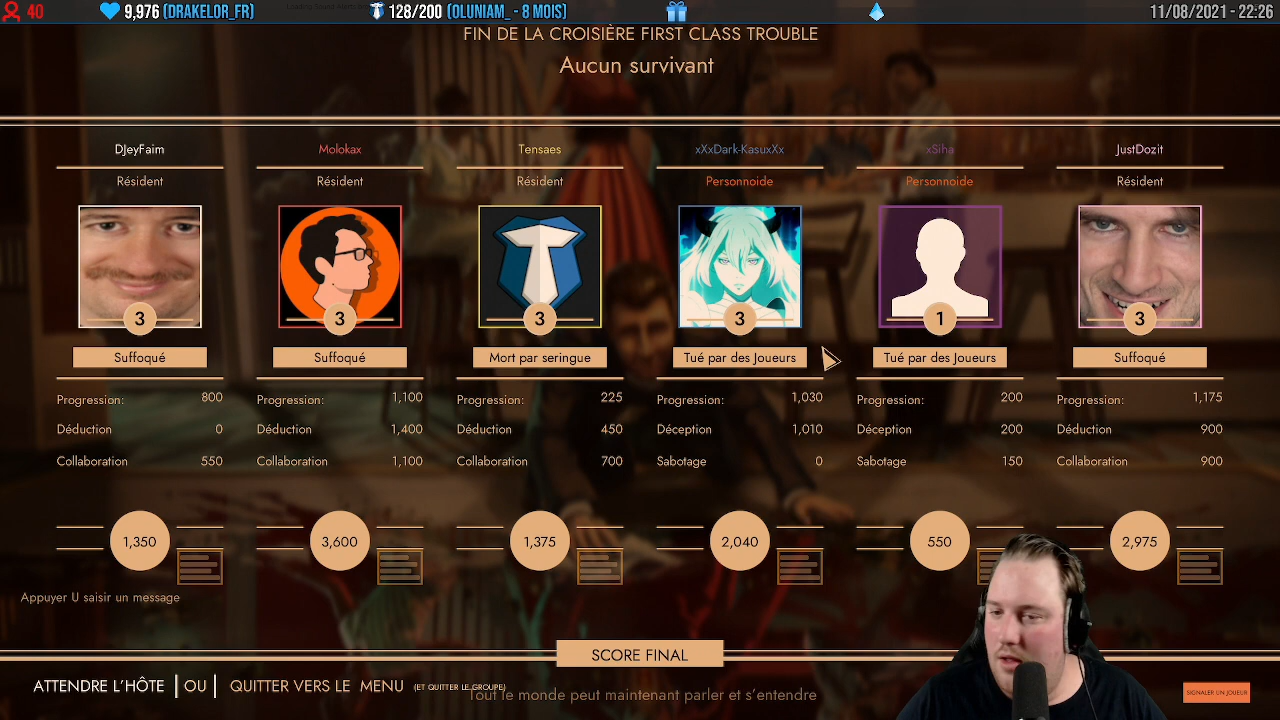 40
9,976 (DRAKELOR_FR)
128/200 (OLUNIAM_ - 8 MOIS)
11/08/2021 - 22:26
FIN DE LA CROISIÈRE FIRST CLASS TROUBLE
Aucun survivant
DJeyFaim Molokax Tensaes xXxDark-KasuxXx xSiha JustDozit
Résident Résident Résident Personnoide Personnoide Résident
3 3 3 3 1 3
Suffoqué Suffoqué Mort par seringue Tué par des Joueurs Tué par des Joueurs Suffoqué
Progression: 800 Progression: 1,100 Progression: 225 Progression: 1,030 Progression: 200 Progression: 1,175
Déduction 0 Déduction 1,400 Déduction 450 Déception 1,010 Déception 200 Déduction 900
Collaboration 550 Collaboration 1,100 Collaboration 700 Sabotage 0 Sabotage 150 Collaboration 900
1,350 3,600 1,375 2,040 550 2,975
Appuyer U saisir un message
SCORE FINAL
ATTENDRE L'HÔTE OU QUITTER VERS LE MENU (ET QUITTER LE GROUPE)
Tout le monde peut maintenant parler et s'entendre
SIGNALER UN JOUEUR